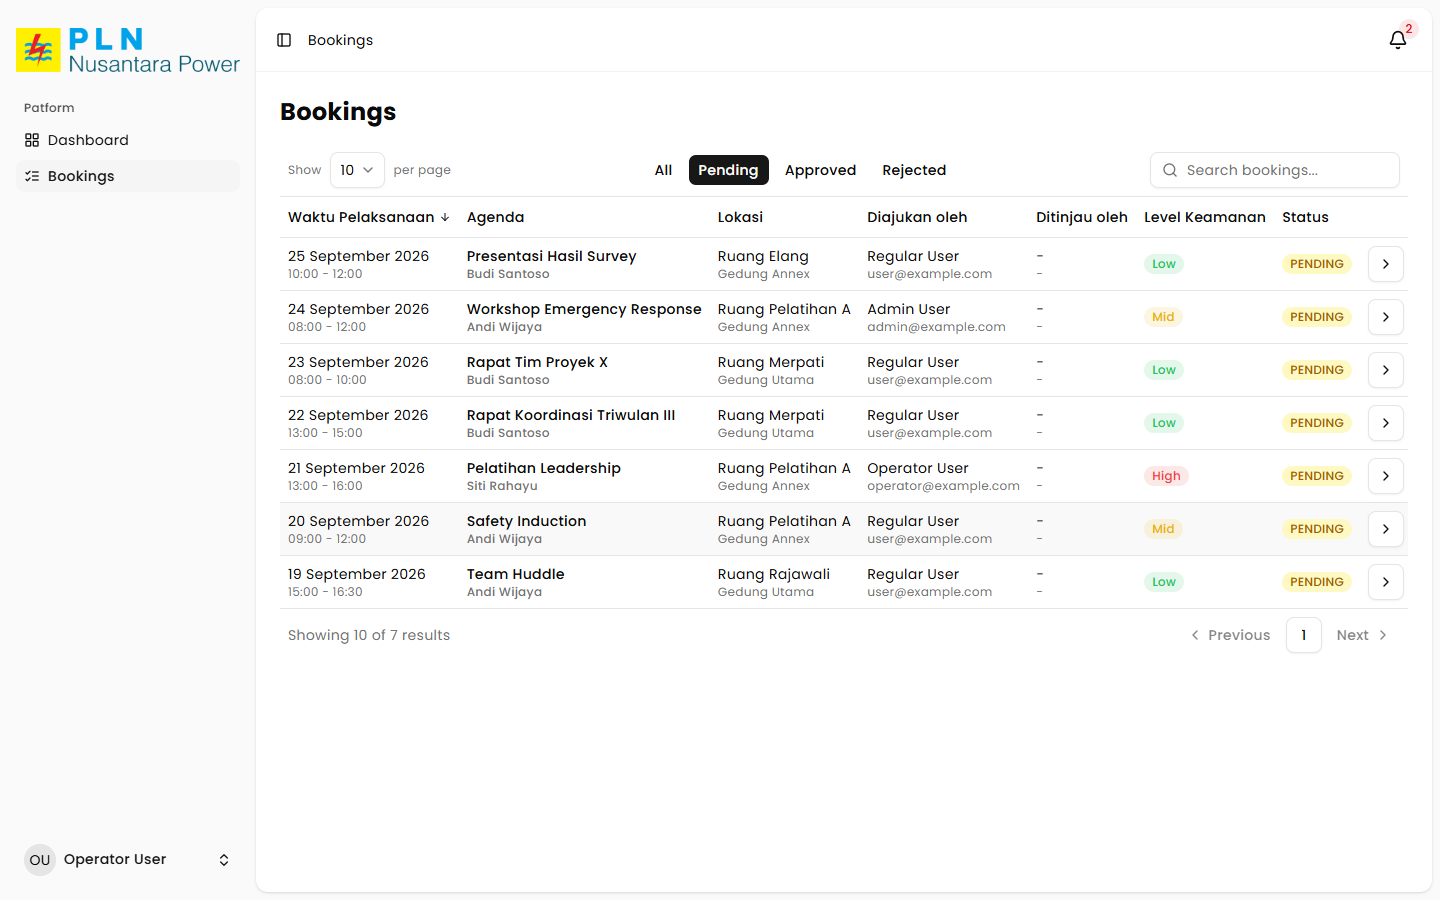 PLN
Nusantara Power
Patform
Dashboard
Bookings
Operator User
OU
Bookings
2
Bookings
Show 10 per page
All Pending Approved Rejected
Search bookings...
Waktu Pelaksanaan Agenda Lokasi Diajukan oleh Ditinjau oleh Level Keamanan Status
25 September 2026 Presentasi Hasil Survey Ruang Elang Regular User - Low PENDING
10:00 - 12:00 Budi Santoso Gedung Annex user@example.com -
24 September 2026 Workshop Emergency Response Ruang Pelatihan A Admin User - Mid PENDING
08:00 - 12:00 Andi Wijaya Gedung Annex admin@example.com -
23 September 2026 Rapat Tim Proyek X Ruang Merpati Regular User - Low PENDING
08:00 - 10:00 Budi Santoso Gedung Utama user@example.com -
22 September 2026 Rapat Koordinasi Triwulan III Ruang Merpati Regular User - Low PENDING
13:00 - 15:00 Budi Santoso Gedung Utama user@example.com -
21 September 2026 Pelatihan Leadership Ruang Pelatihan A Operator User - High PENDING
13:00 - 16:00 Siti Rahayu Gedung Annex operator@example.com -
20 September 2026 Safety Induction Ruang Pelatihan A Regular User - Mid PENDING
09:00 - 12:00 Andi Wijaya Gedung Annex user@example.com -
19 September 2026 Team Huddle Ruang Rajawali Regular User - Low PENDING
15:00 - 16:30 Andi Wijaya Gedung Utama user@example.com -
Showing 10 of 7 results
Previous 1 Next